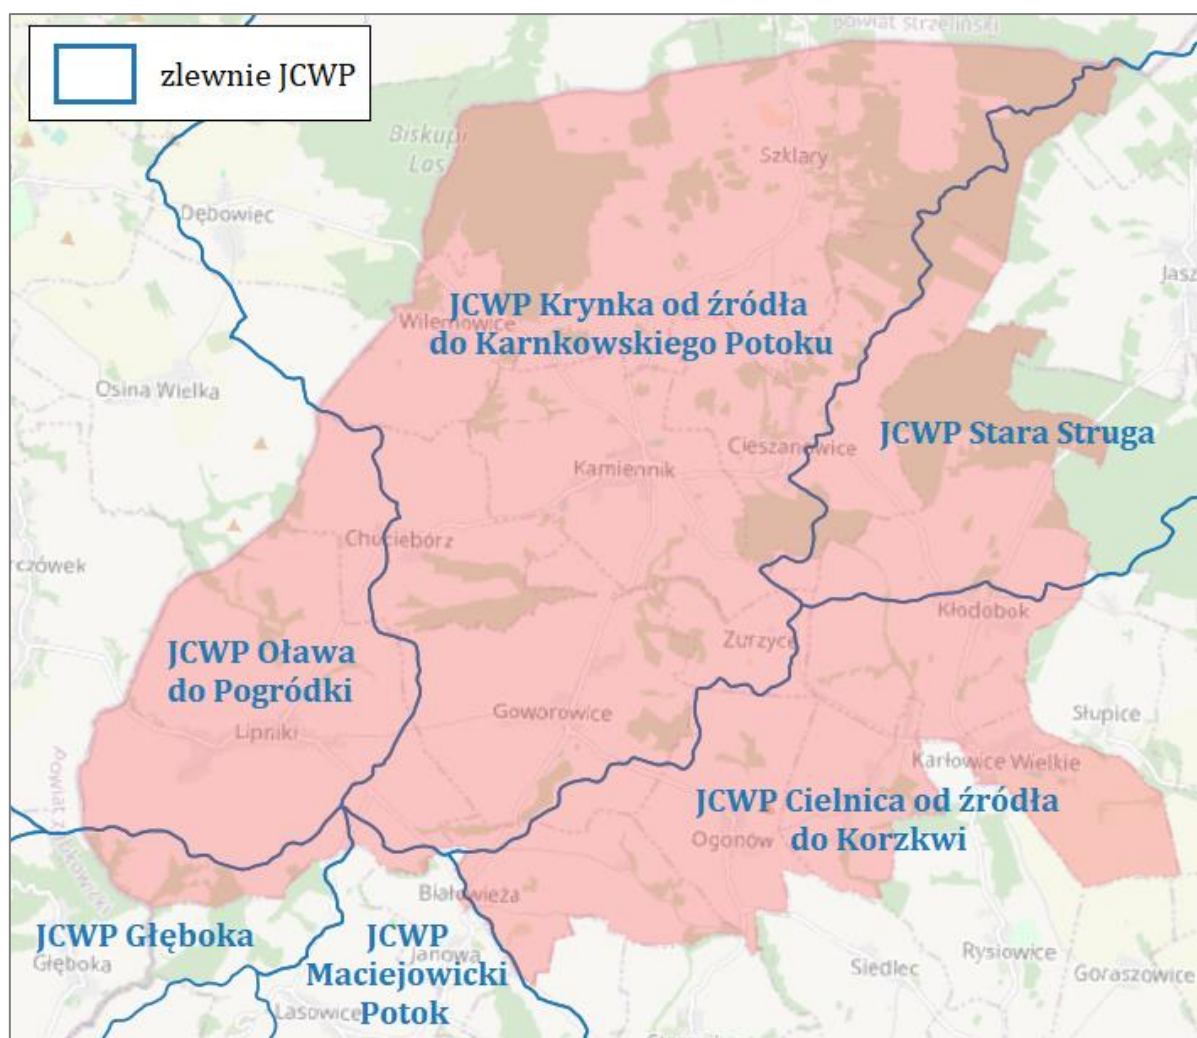 powiat Strzeliński
zlewnie JCWP
Biskupi
Las
Szklary
Dębowiec
JCWP Krynka od źródła
do Karnkowskiego Potoku
Wilemowice
Osina Wielka
JCWP Stara Struga
Cieszanowice
Kamiennik
Chociebórz
Kłodobok
Zurzyce
JCWP Oława
do Pogródki
Goworowice
Słupice
Lipniki
Karłowice Wielkie
JCWP Cielnica od źródła
do Korzkwi
Ogonów
Białowieża
JCWP Głęboka
Głęboka
JCWP
Maciejowicki
Potok
Janowa
Lasowice
Siedlec
Rysiowice
Goraszowice